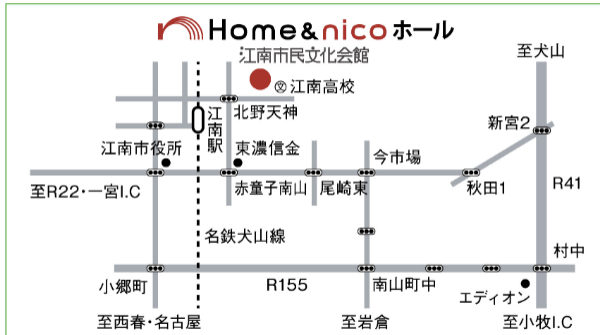 Home&nicoホール
江南市民文化会館
至犬山
文 江南高校
北野天神
江南駅
新宮2
江南市役所
東濃信金
今市場
至R22・一宮I.C
赤童子南山
尾崎東
秋田1
R41
名鉄犬山線
村中
小郷町
R155
南山町中
エディオン
至西春・名古屋
至岩倉
至小牧I.C